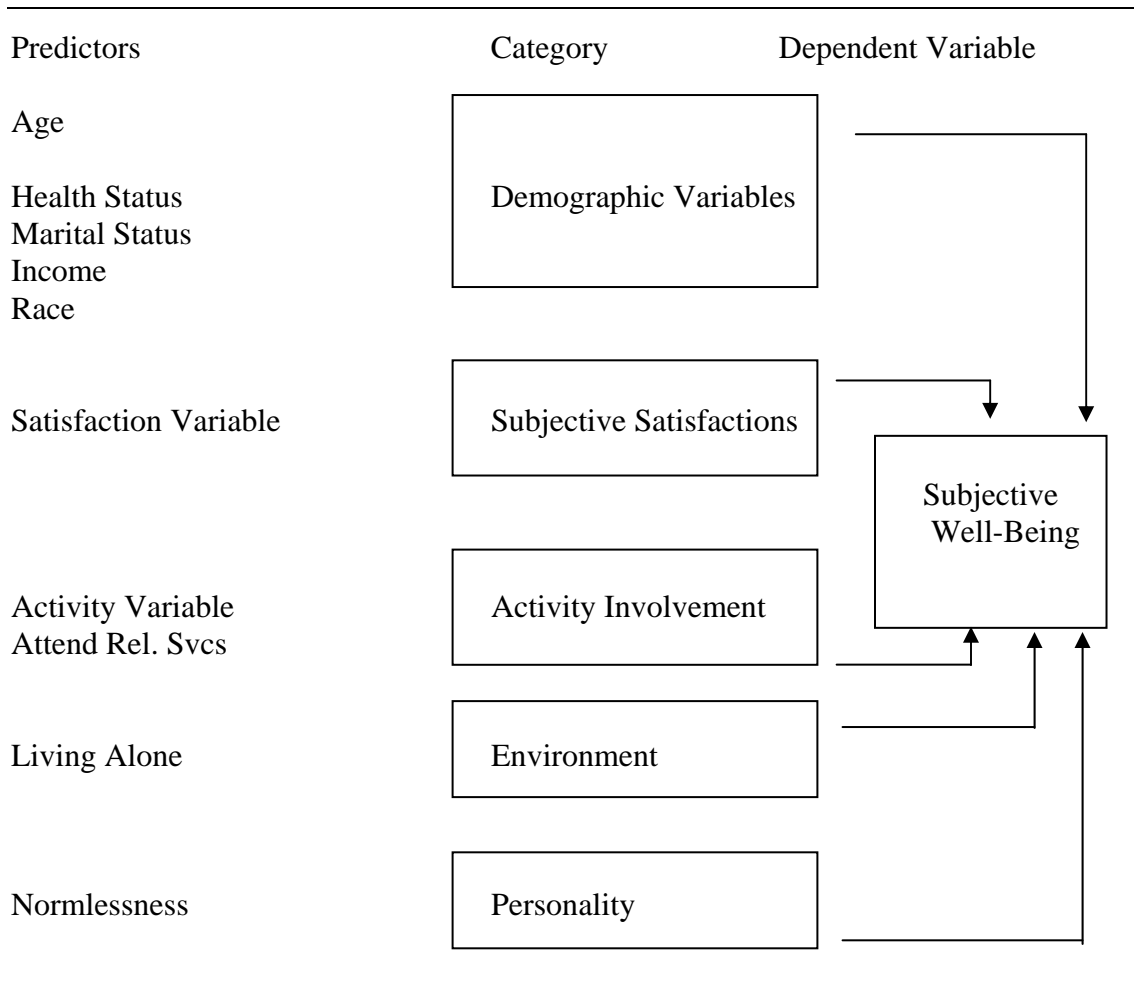 Predictors Category Dependent Variable
Age
Health Status Demographic Variables
Marital Status
Income
Race
Satisfaction Variable Subjective Satisfactions
Subjective
Well-Being
Activity Variable Activity Involvement
Attend Rel. Svcs
Living Alone Environment
Normlessness Personality